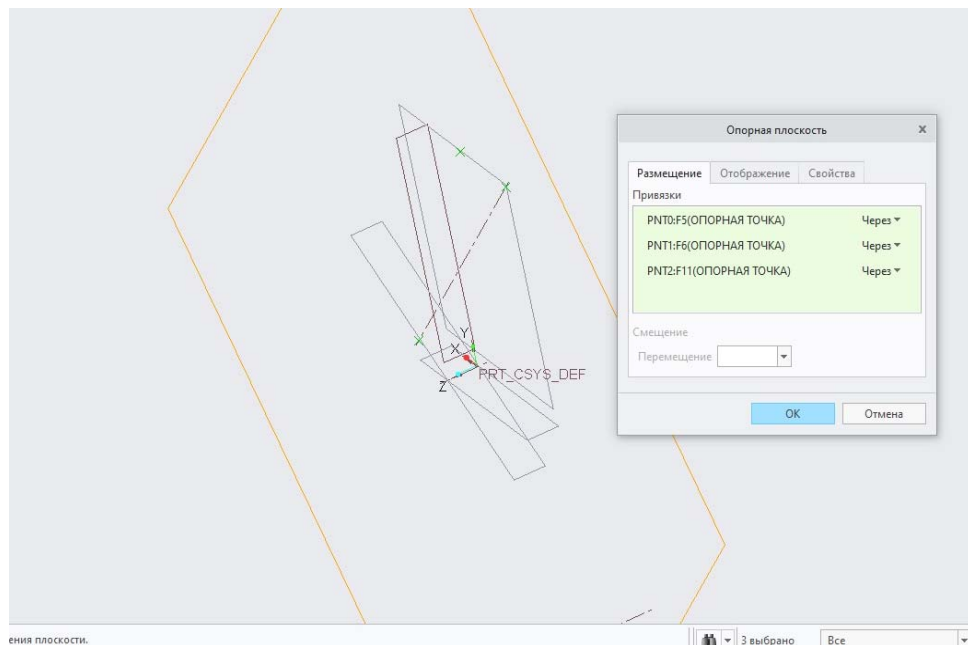 Опорная плоскость
Размещение Отображение Свойства
Привязки
PNT0:F5(ОПОРНАЯ ТОЧКА) Через
PNT1:F6(ОПОРНАЯ ТОЧКА) Через
PNT2:F11(ОПОРНАЯ ТОЧКА) Через
Смещение
Перемещение
OK Отмена
Y
X
PRT_CSYS_DEF
Z
ения плоскости.
3 выбрано Все